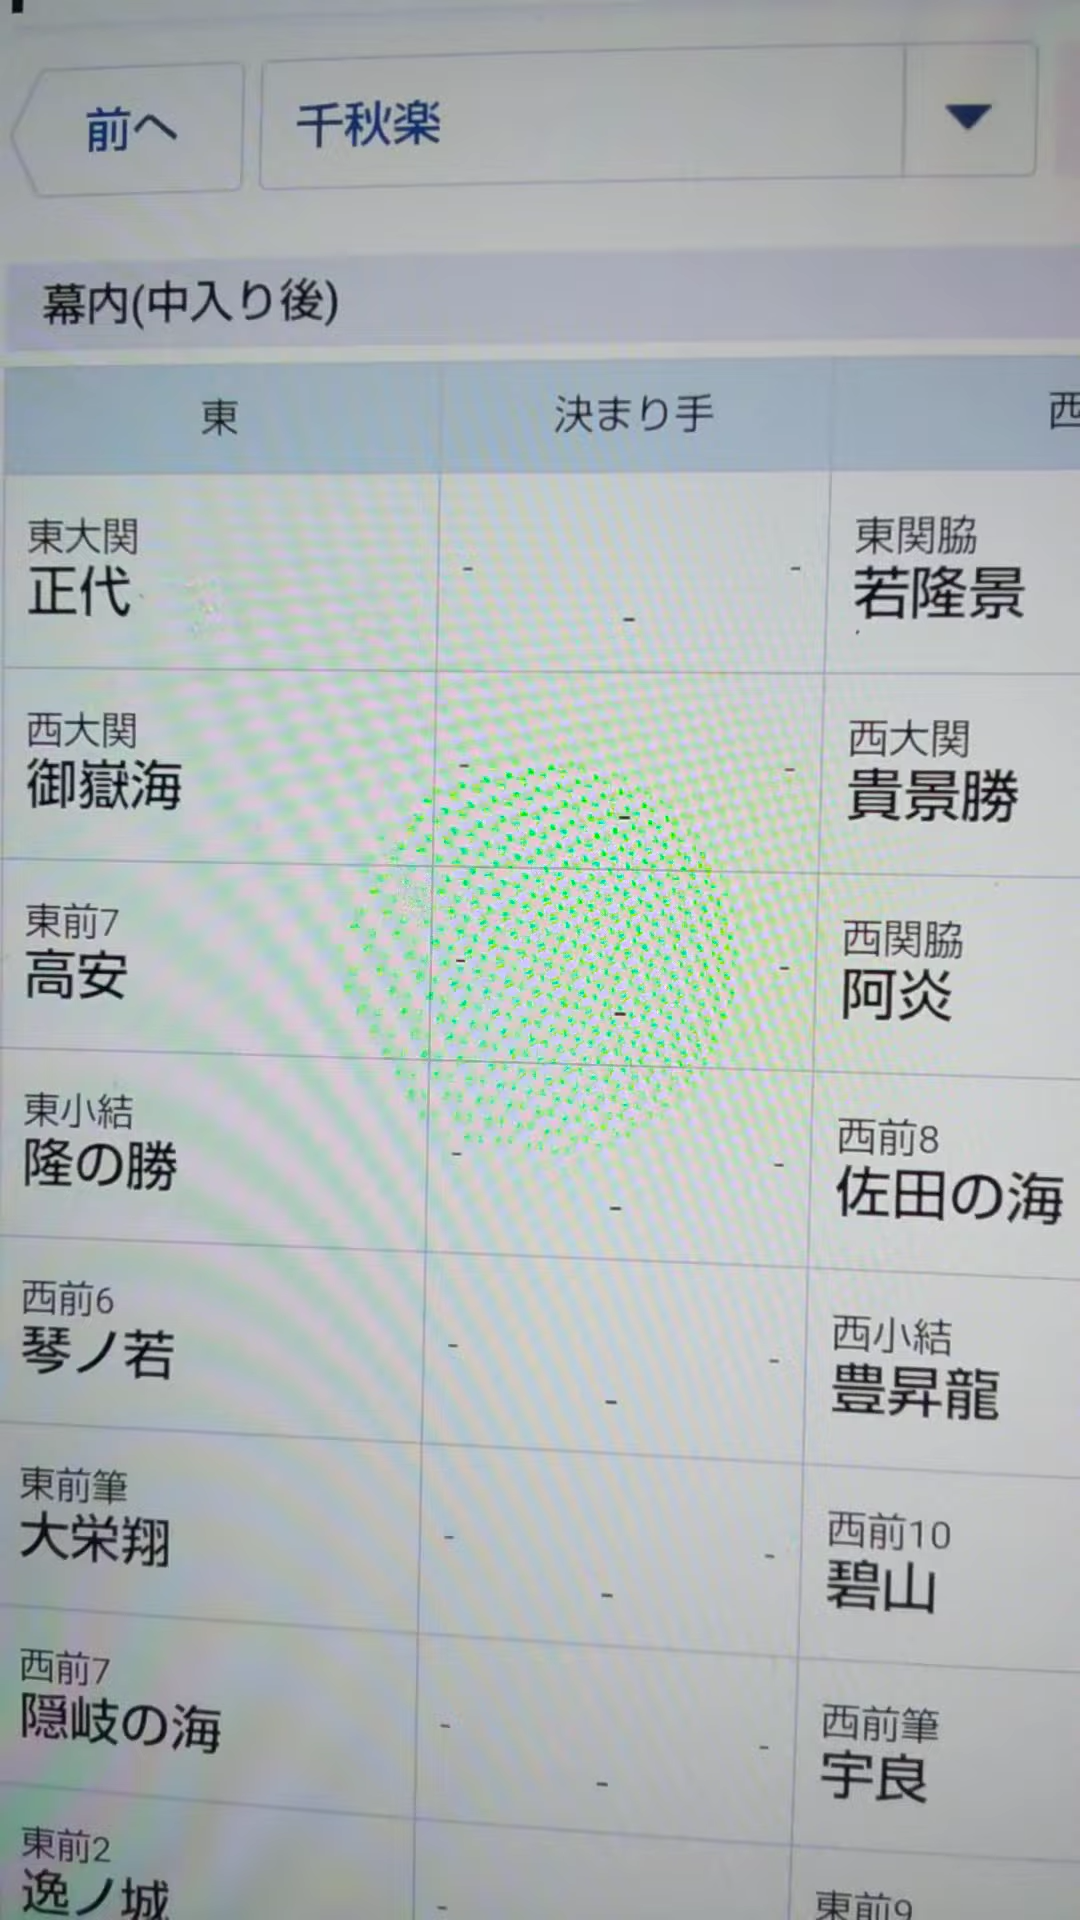 前へ
千秋楽
幕内(中入り後)
東 決まり手 西
東大関
正代
- - -
東関脇
若隆景
西大関
御嶽海
- - -
西大関
貴景勝
東前7
高安
- - -
西関脇
阿炎
東小結
隆の勝
- - -
西前8
佐田の海
西前6
琴ノ若
- - -
西小結
豊昇龍
東前筆
大栄翔
- - -
西前10
碧山
西前7
隠岐の海
- - -
西前筆
宇良
東前2
逸ノ城
-
東前9